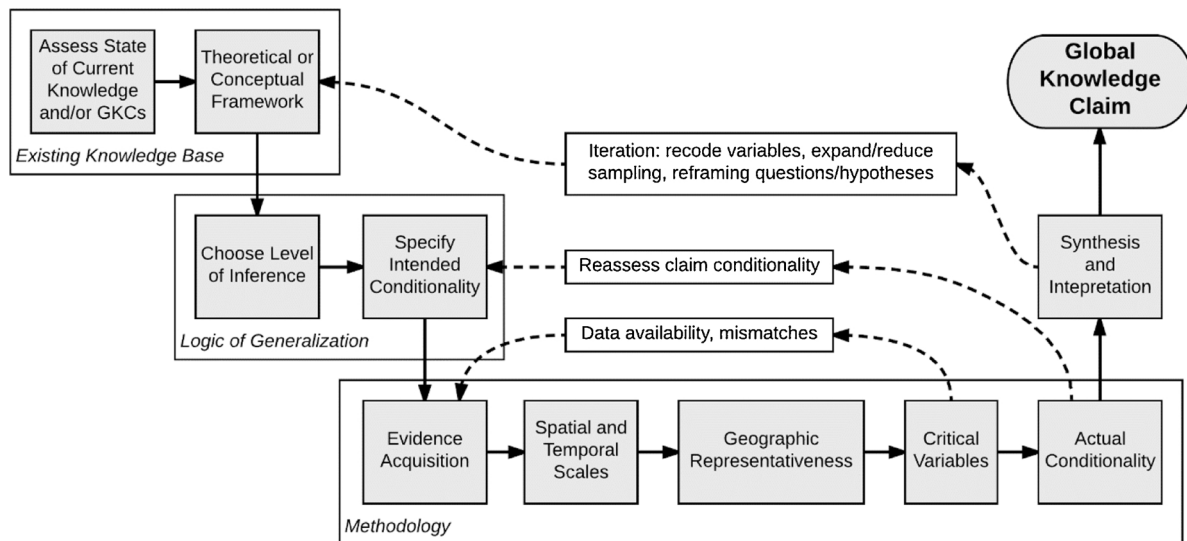 Assess State
of Current
Knowledge
and/or GKCs
Theoretical or
Conceptual
Framework
Existing Knowledge Base
Global
Knowledge
Claim
Iteration: recode variables, expand/reduce
sampling, reframing questions/hypotheses
Choose Level
of Inference
Specify
Intended
Conditionality
Logic of Generalization
Reassess claim conditionality
Data availability, mismatches
Synthesis
and
Intepretation
Evidence
Acquisition
Spatial and
Temporal
Scales
Geographic
Representativeness
Critical
Variables
Actual
Conditionality
Methodology